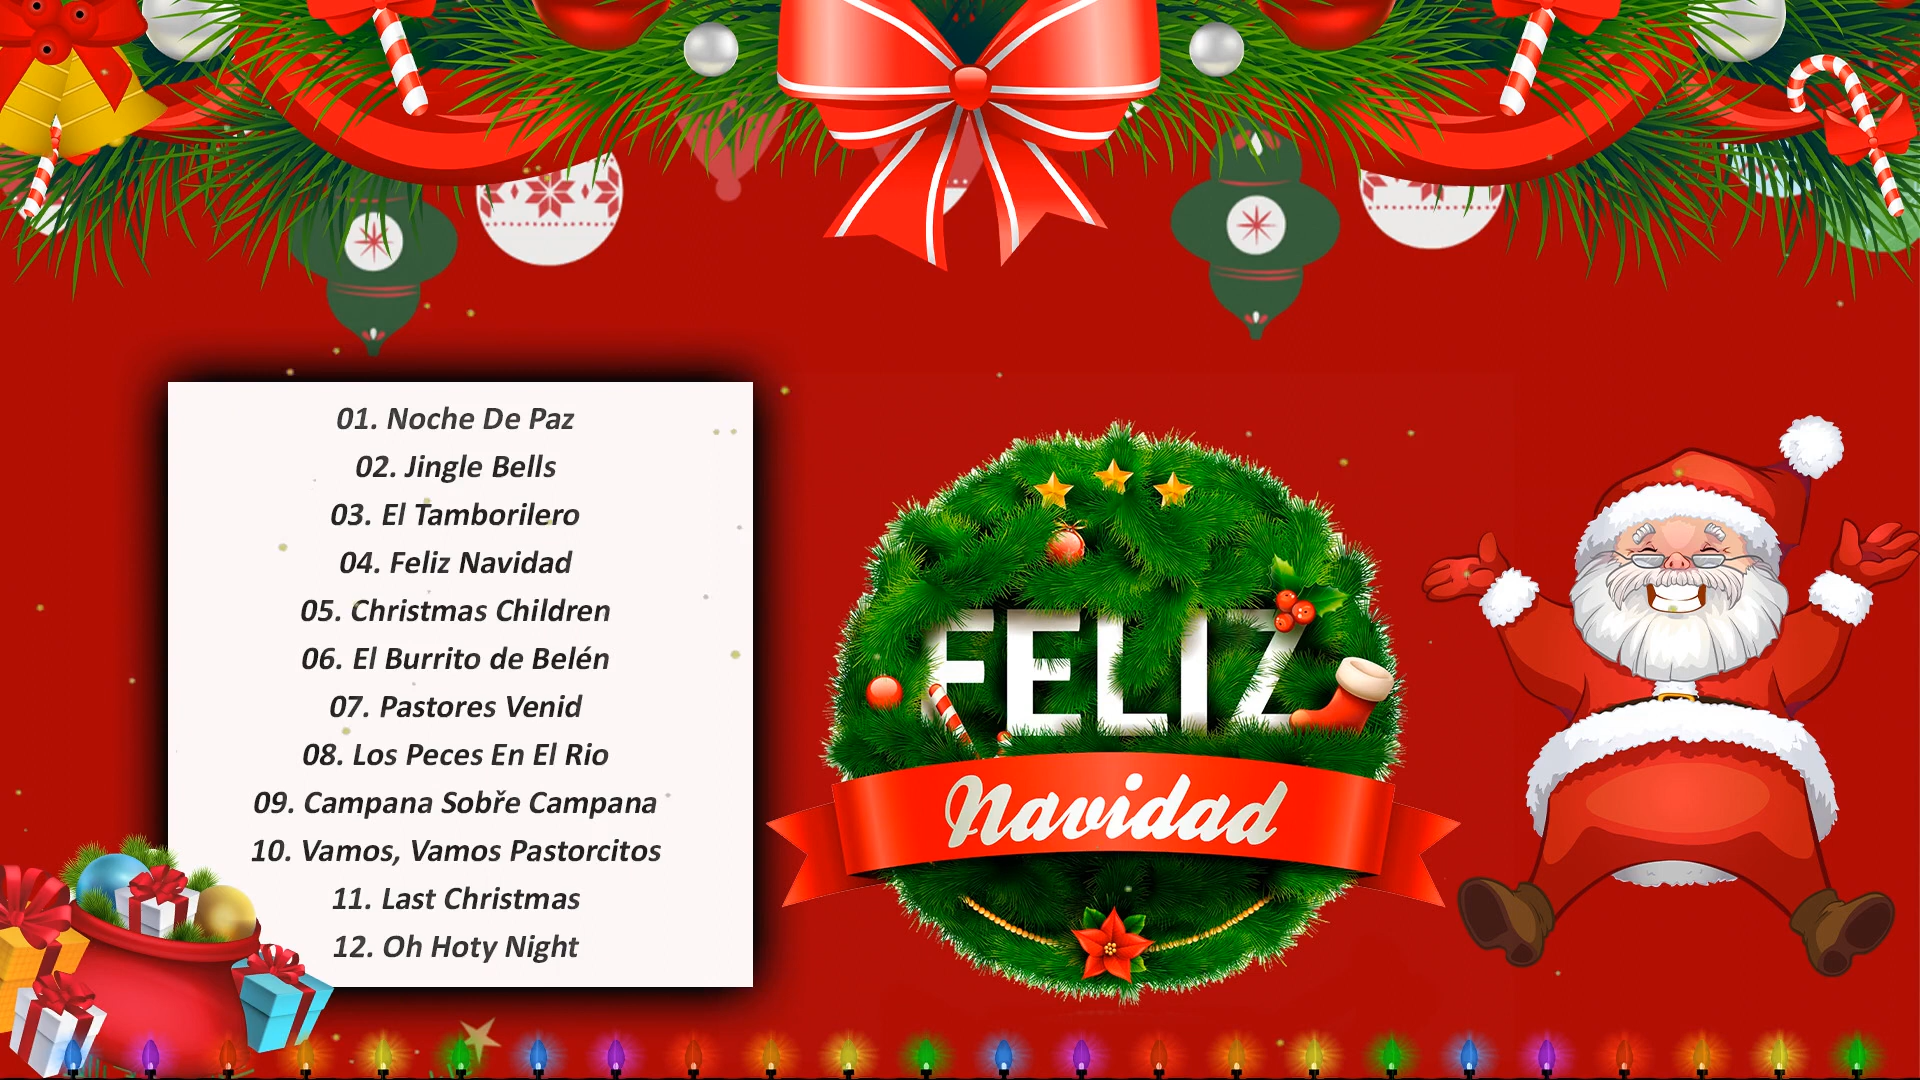 01. Noche De Paz
02. Jingle Bells
03. El Tamborilero
04. Feliz Navidad
05. Christmas Children
06. El Burrito de Belén
07. Pastores Venid
08. Los Peces En El Rio
09. Campana Sobře Campana
10. Vamos, Vamos Pastorcitos
11. Last Christmas
12. Oh Hoty Night
FELIZ
Navidad